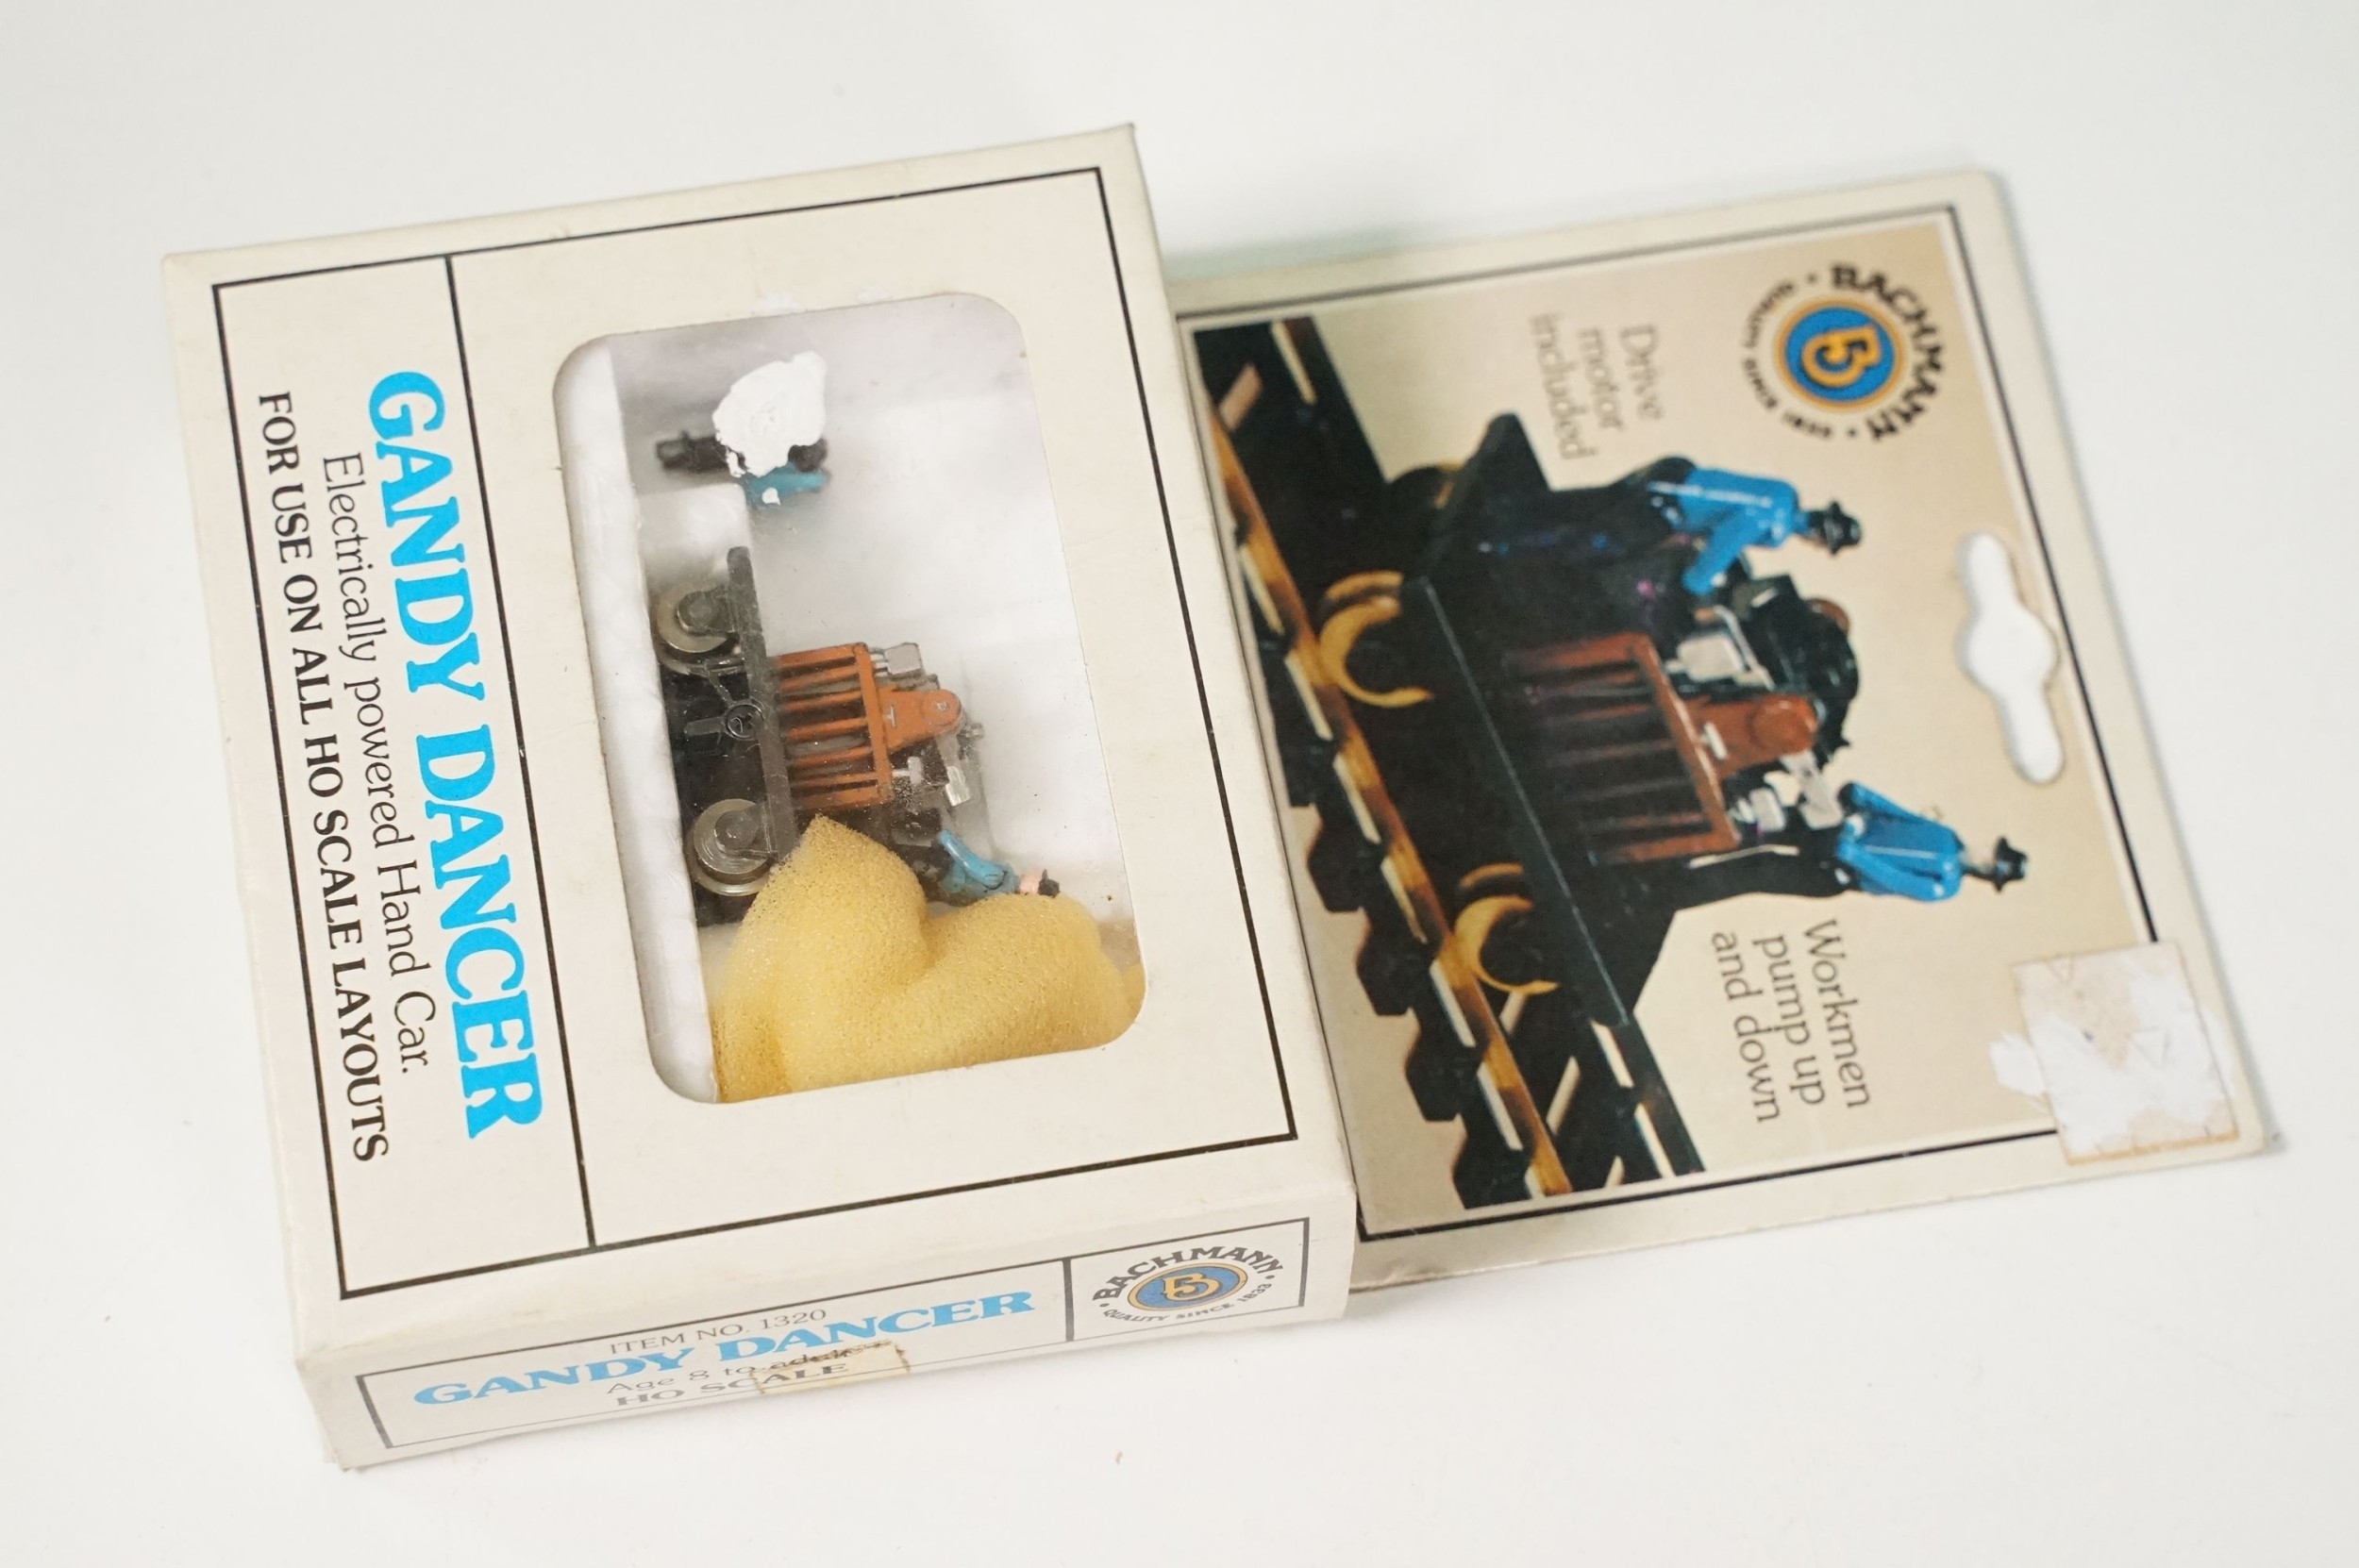 BACHMANN
QUALITY SINCE 1833
B
Drive
motor
included
Workmen
pump up
and down
GANDY DANCER
Electrically powered Hand Car.
FOR USE ON ALL HO SCALE LAYOUTS
ITEM NO. 1320
GANDY DANCER
Age 8 to adult
HO SCALE
BACHMANN
B
QUALITY SINCE 1833